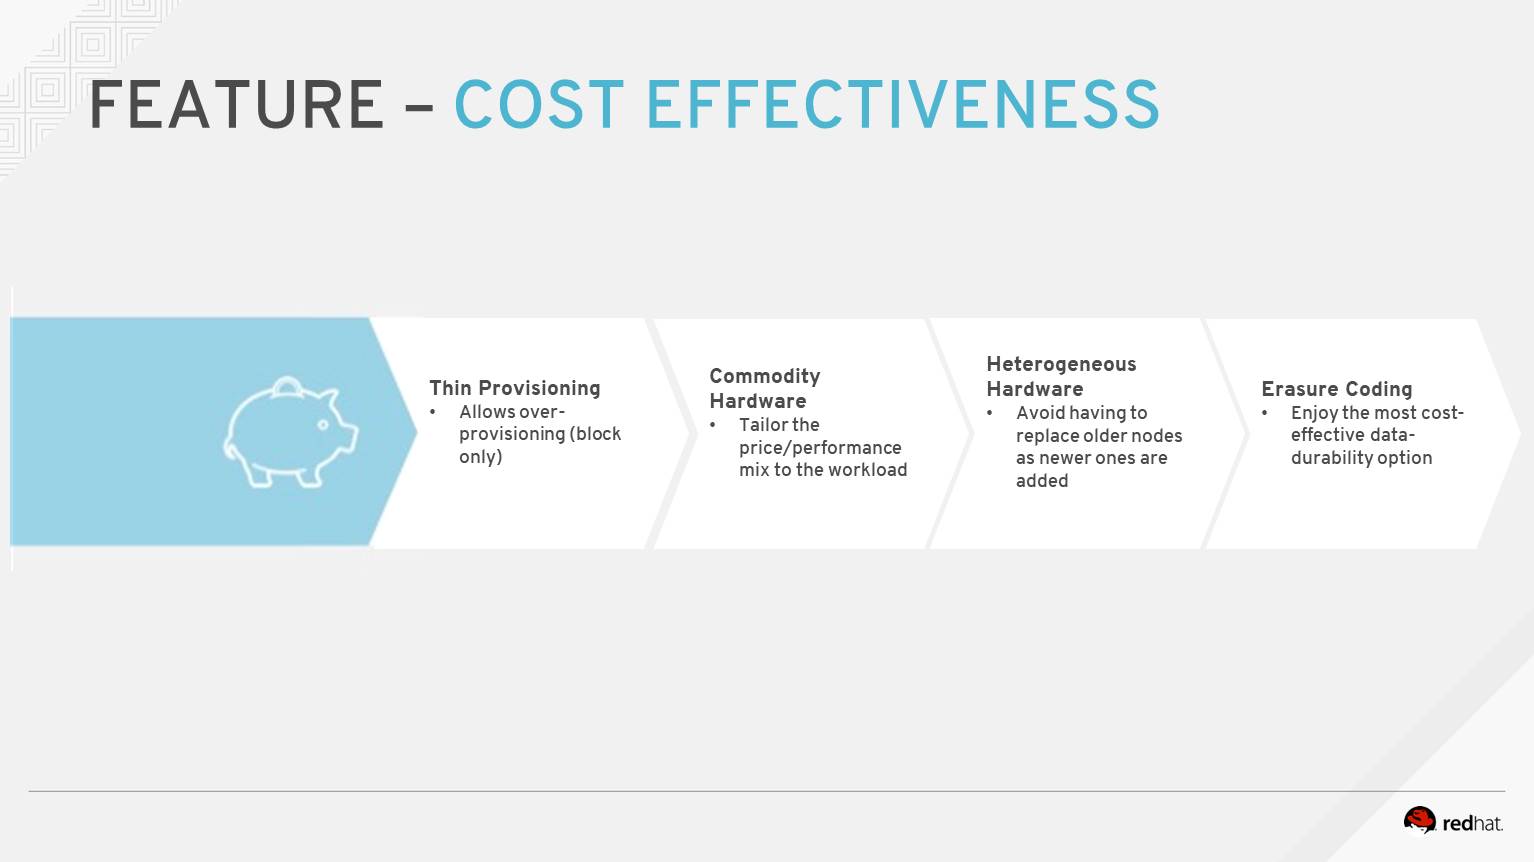 FEATURE – COST EFFECTIVENESS
Thin Provisioning
• Allows over-
provisioning (block
only)
Commodity
Hardware
• Tailor the
price/performance
mix to the workload
Heterogeneous
Hardware
• Avoid having to
replace older nodes
as newer ones are
added
Erasure Coding
• Enjoy the most cost-
effective data-
durability option
redhat.